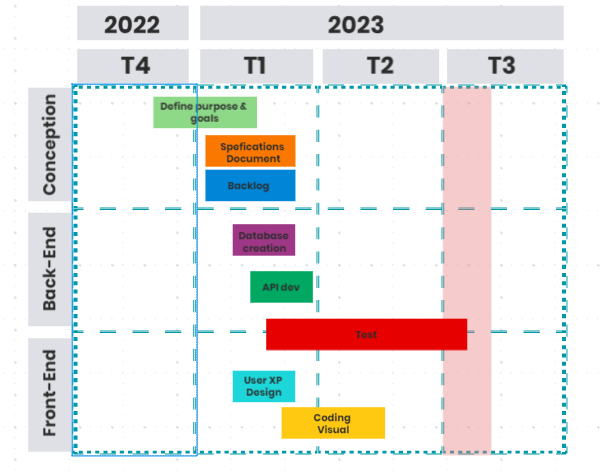 2022
2023
T4
T1
T2
T3
Conception
Define purpose &
goals
Spefications
Document
Backlog
Back-End
Database
creation
API dev
Test
Front-End
User XP
Design
Coding
Visual